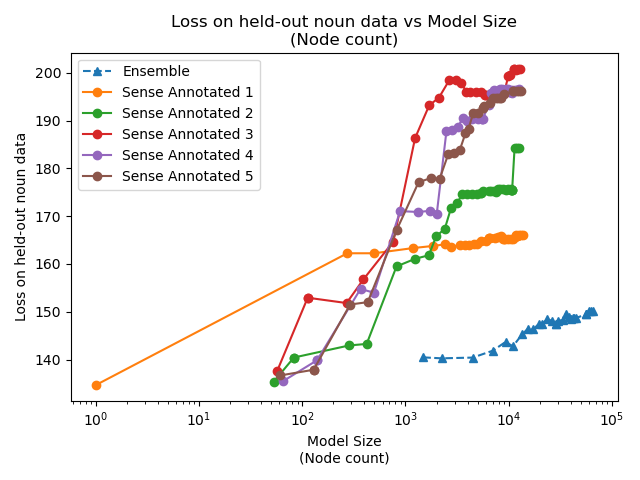 Loss on held-out noun data vs Model Size
(Node count)
Loss on held-out noun data
200
190
180
170
160
150
140
Ensemble
Sense Annotated 1
Sense Annotated 2
Sense Annotated 3
Sense Annotated 4
Sense Annotated 5
10⁰ 10¹ 10² 10³ 10⁴ 10⁵
Model Size
(Node count)